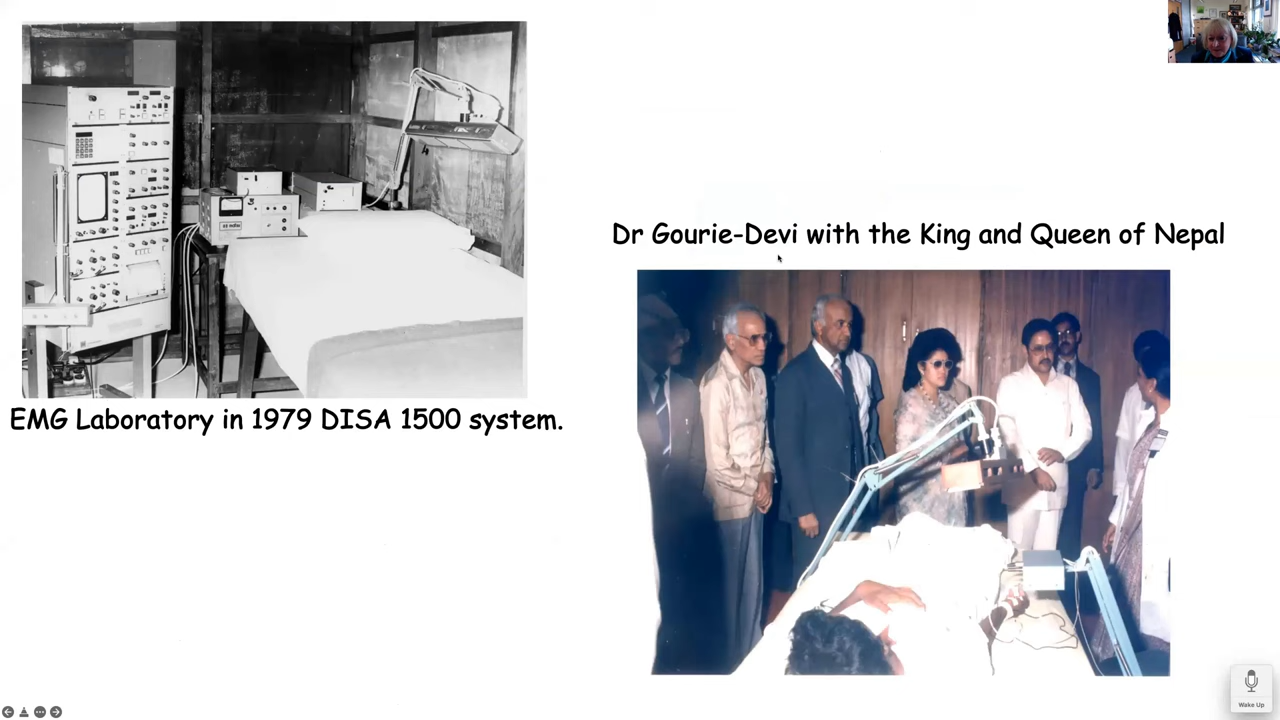 Dr Gourie-Devi with the King and Queen of Nepal
EMG Laboratory in 1979 DISA 1500 system.
Wake Up